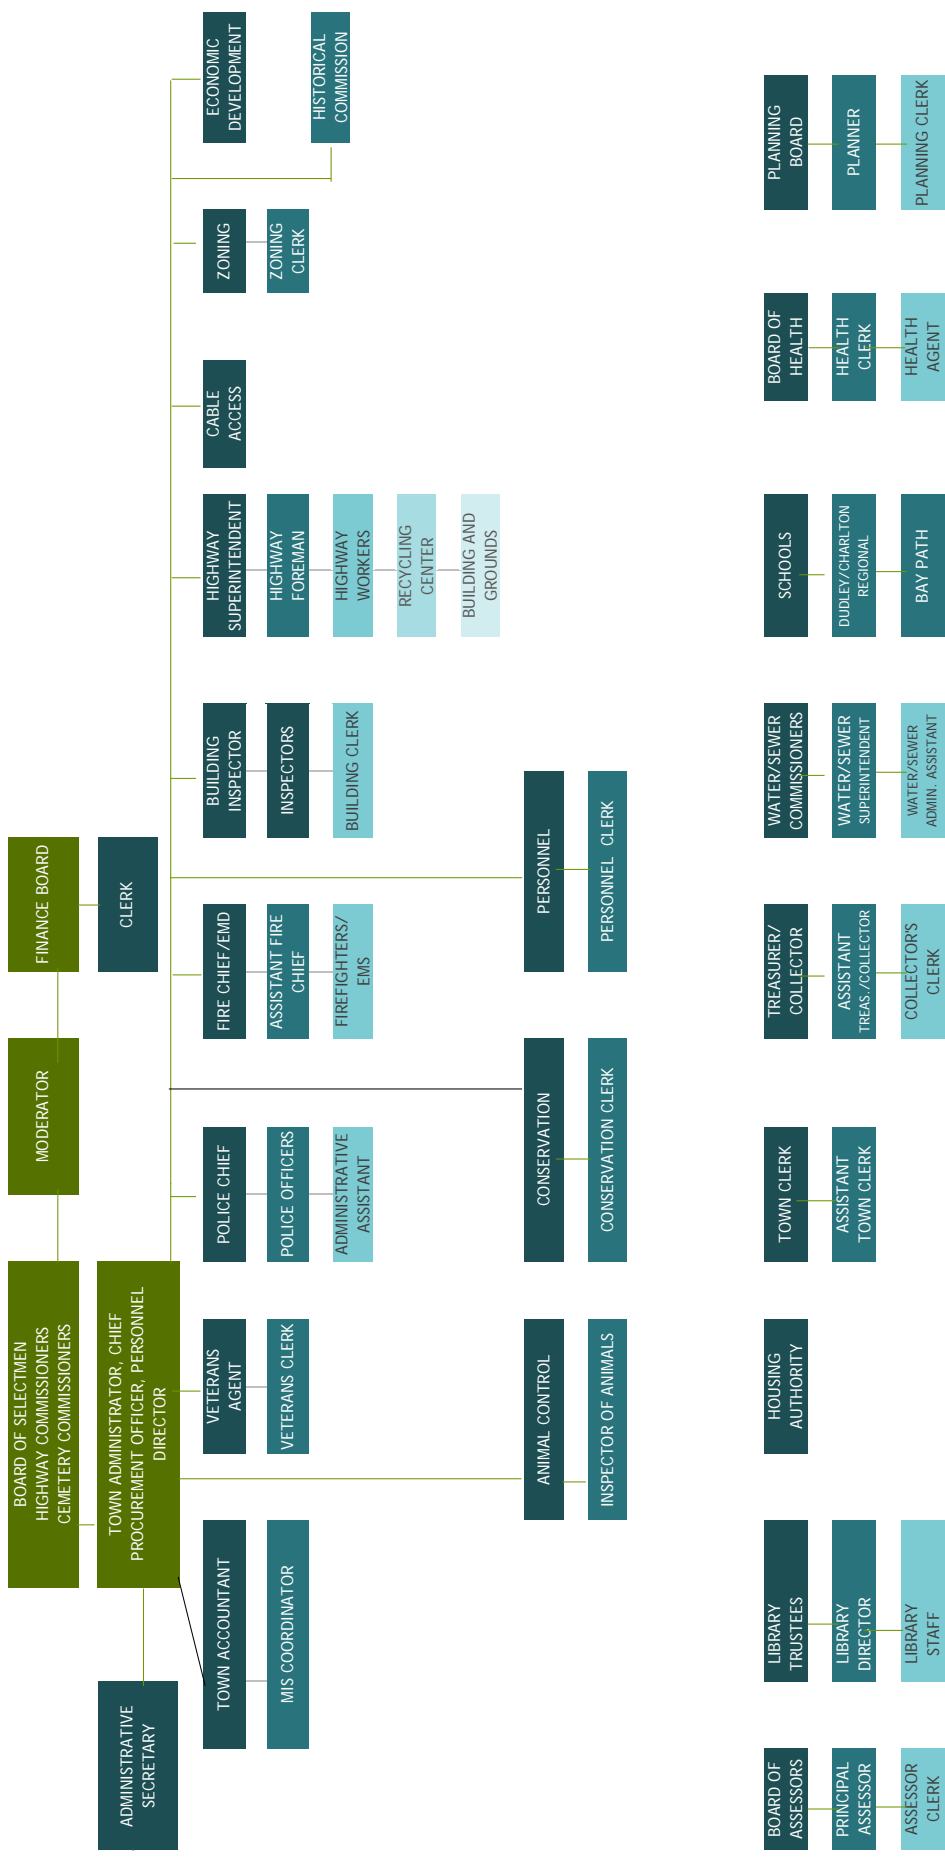 BOARD OF SELECTMEN
HIGHWAY COMMISSIONERS
CEMETERY COMMISSIONERS
MODERATOR
FINANCE BOARD
ADMINISTRATIVE
SECRETARY
TOWN ADMINISTRATOR, CHIEF
PROCUREMENT OFFICER, PERSONNEL
DIRECTOR
CLERK
TOWN ACCOUNTANT
MIS COORDINATOR
VETERANS
AGENT
VETERANS CLERK
POLICE CHIEF
POLICE OFFICERS
ADMINISTRATIVE
ASSISTANT
FIRE CHIEF/EMD
ASSISTANT FIRE
CHIEF
FIREFIGHTERS/
EMS
BUILDING
INSPECTOR
INSPECTORS
BUILDING CLERK
HIGHWAY
SUPERINTENDENT
HIGHWAY
FOREMAN
HIGHWAY
WORKERS
RECYCLING
CENTER
BUILDING AND
GROUNDS
CABLE
ACCESS
ZONING
ZONING
CLERK
ECONOMIC
DEVELOPMENT
HISTORICAL
COMMISSION
ANIMAL CONTROL
INSPECTOR OF ANIMALS
CONSERVATION
CONSERVATION CLERK
PERSONNEL
PERSONNEL CLERK
BOARD OF
ASSESSORS
PRINCIPAL
ASSESSOR
ASSESSOR
CLERK
LIBRARY
TRUSTEES
LIBRARY
DIRECTOR
LIBRARY
STAFF
HOUSING
AUTHORITY
TOWN CLERK
ASSISTANT
TOWN CLERK
TREASURER/
COLLECTOR
ASSISTANT
TREAS./COLLECTOR
COLLECTOR'S
CLERK
WATER/SEWER
COMMISSIONERS
WATER/SEWER
SUPERINTENDENT
WATER/SEWER
ADMIN. ASSISTANT
SCHOOLS
DUDLEY/CHARLTON
REGIONAL
BAY PATH
BOARD OF
HEALTH
HEALTH
CLERK
HEALTH
AGENT
PLANNING
BOARD
PLANNER
PLANNING CLERK